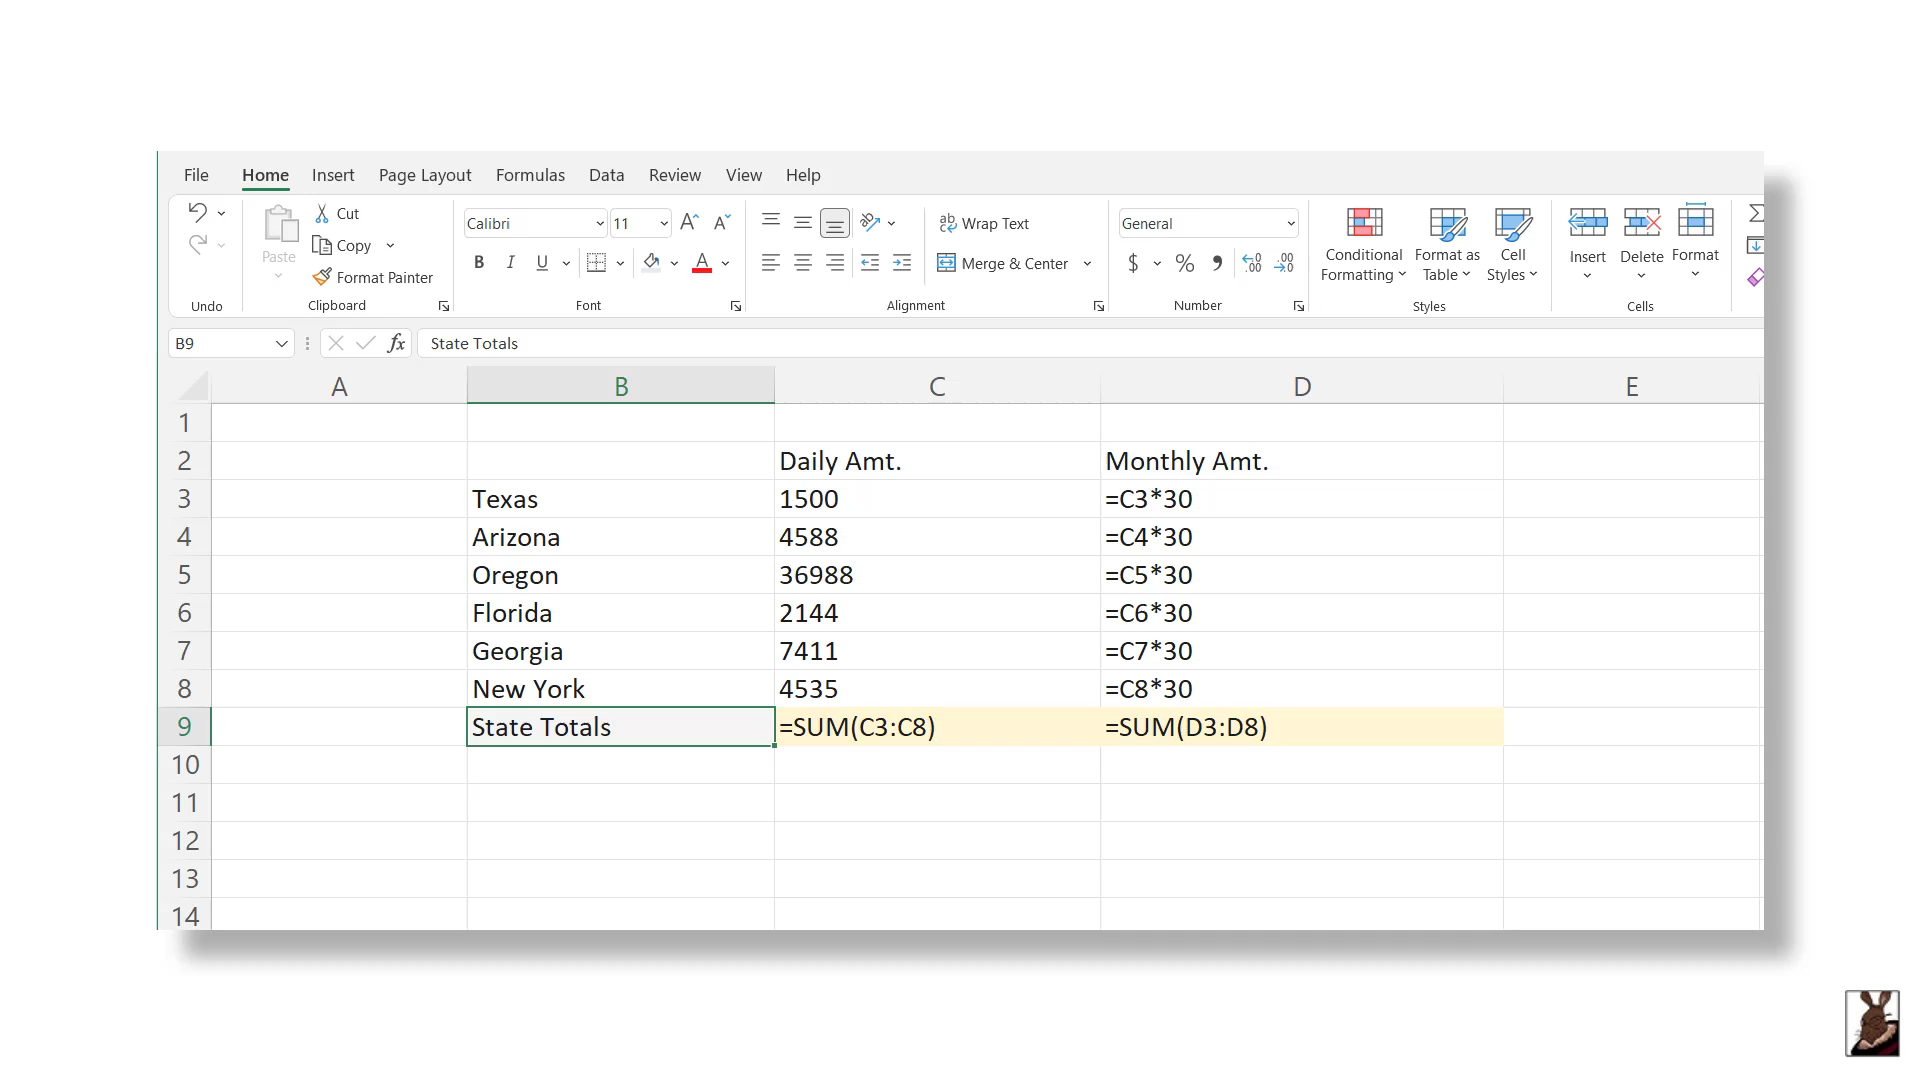 File Home Insert Page Layout Formulas Data Review View Help
Cut
Copy
Format Painter
Paste
Undo
Clipboard
Calibri 11
B I U
Font
ab Wrap Text
Merge & Center
Alignment
General
$ % ,
Number
Conditional Formatting
Format as Table
Cell Styles
Styles
Insert Delete Format
Cells
B9 fx State Totals
A B C D E
1
2 Daily Amt. Monthly Amt.
3 Texas 1500 =C3*30
4 Arizona 4588 =C4*30
5 Oregon 36988 =C5*30
6 Florida 2144 =C6*30
7 Georgia 7411 =C7*30
8 New York 4535 =C8*30
9 State Totals =SUM(C3:C8) =SUM(D3:D8)
10
11
12
13
14